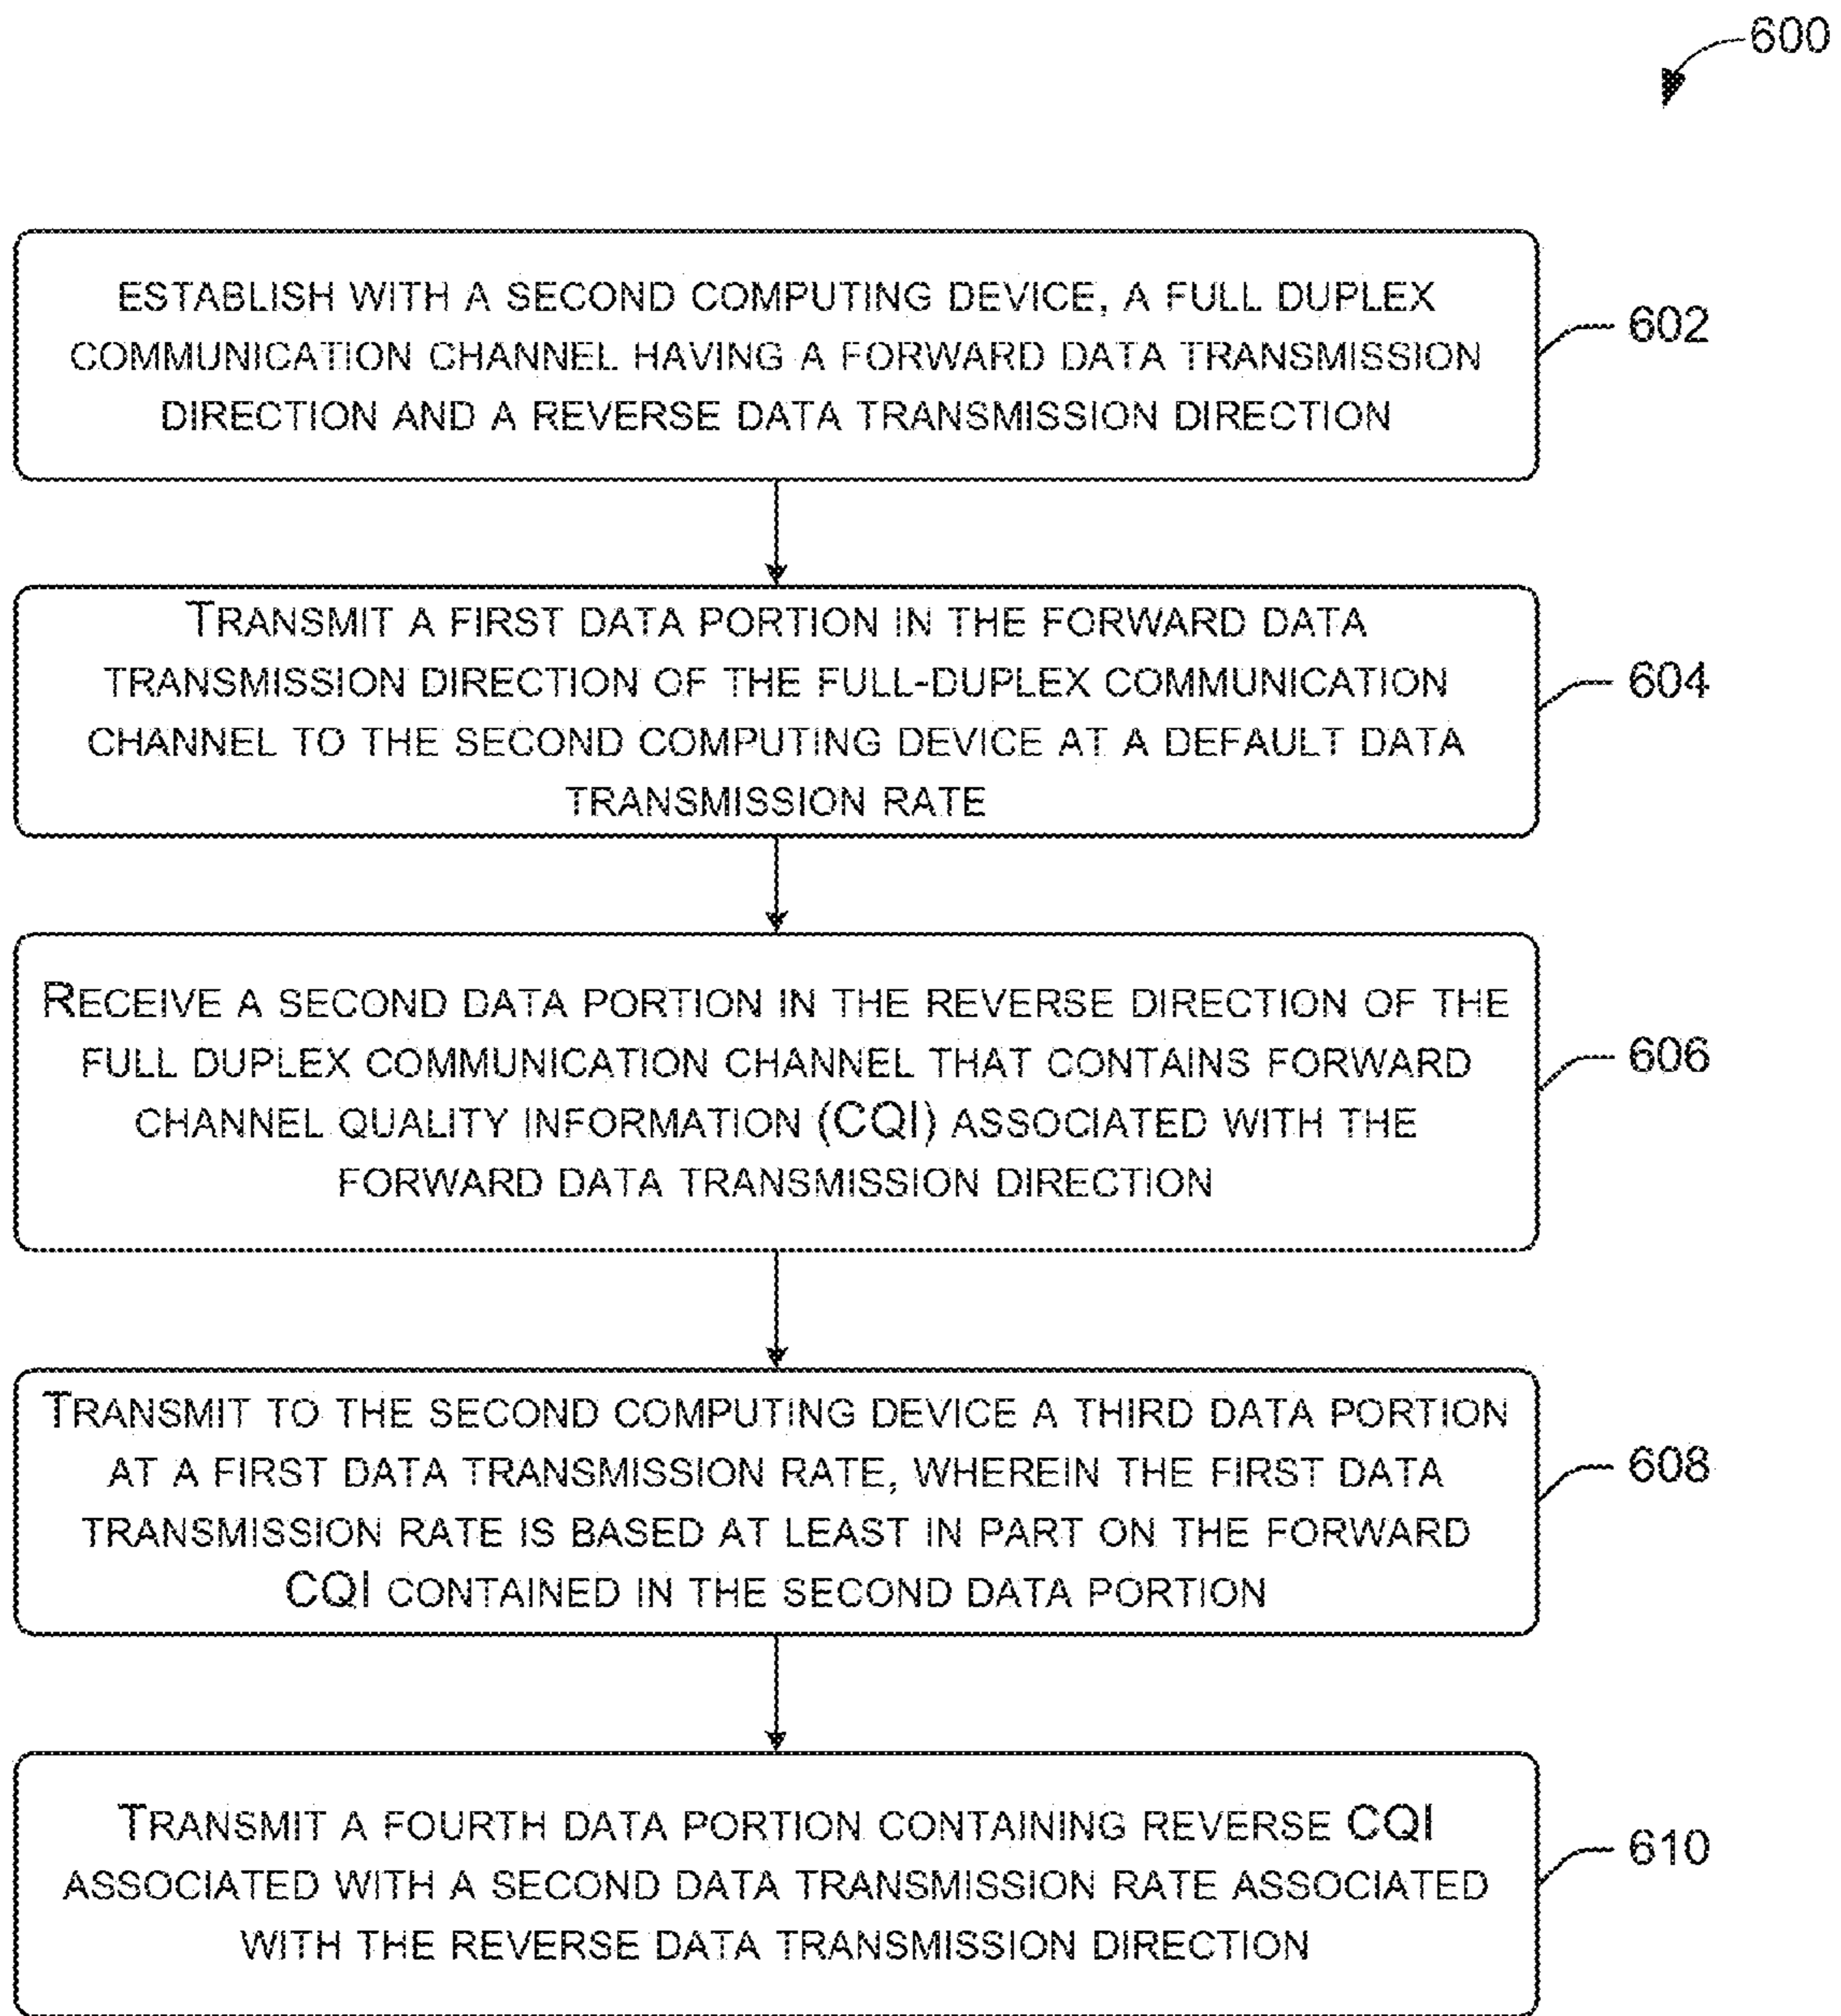 600
ESTABLISH WITH A SECOND COMPUTING DEVICE, A FULL DUPLEX
COMMUNICATION CHANNEL HAVING A FORWARD DATA TRANSMISSION
DIRECTION AND A REVERSE DATA TRANSMISSION DIRECTION
602
TRANSMIT A FIRST DATA PORTION IN THE FORWARD DATA
TRANSMISSION DIRECTION OF THE FULL-DUPLEX COMMUNICATION
CHANNEL TO THE SECOND COMPUTING DEVICE AT A DEFAULT DATA
TRANSMISSION RATE
604
RECEIVE A SECOND DATA PORTION IN THE REVERSE DIRECTION OF THE
FULL DUPLEX COMMUNICATION CHANNEL THAT CONTAINS FORWARD
CHANNEL QUALITY INFORMATION (CQI) ASSOCIATED WITH THE
FORWARD DATA TRANSMISSION DIRECTION
606
TRANSMIT TO THE SECOND COMPUTING DEVICE A THIRD DATA PORTION
AT A FIRST DATA TRANSMISSION RATE, WHEREIN THE FIRST DATA
TRANSMISSION RATE IS BASED AT LEAST IN PART ON THE FORWARD
CQI CONTAINED IN THE SECOND DATA PORTION
608
TRANSMIT A FOURTH DATA PORTION CONTAINING REVERSE CQI
ASSOCIATED WITH A SECOND DATA TRANSMISSION RATE ASSOCIATED
WITH THE REVERSE DATA TRANSMISSION DIRECTION
610